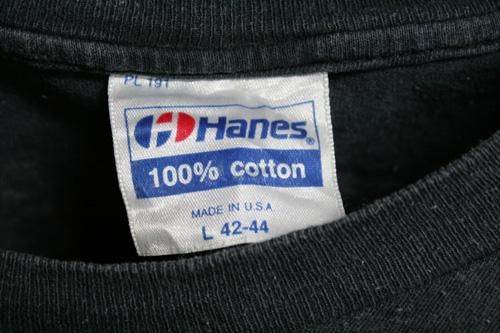 PL 191
Hanes®
100% cotton
MADE IN U.S.A
L 42-44